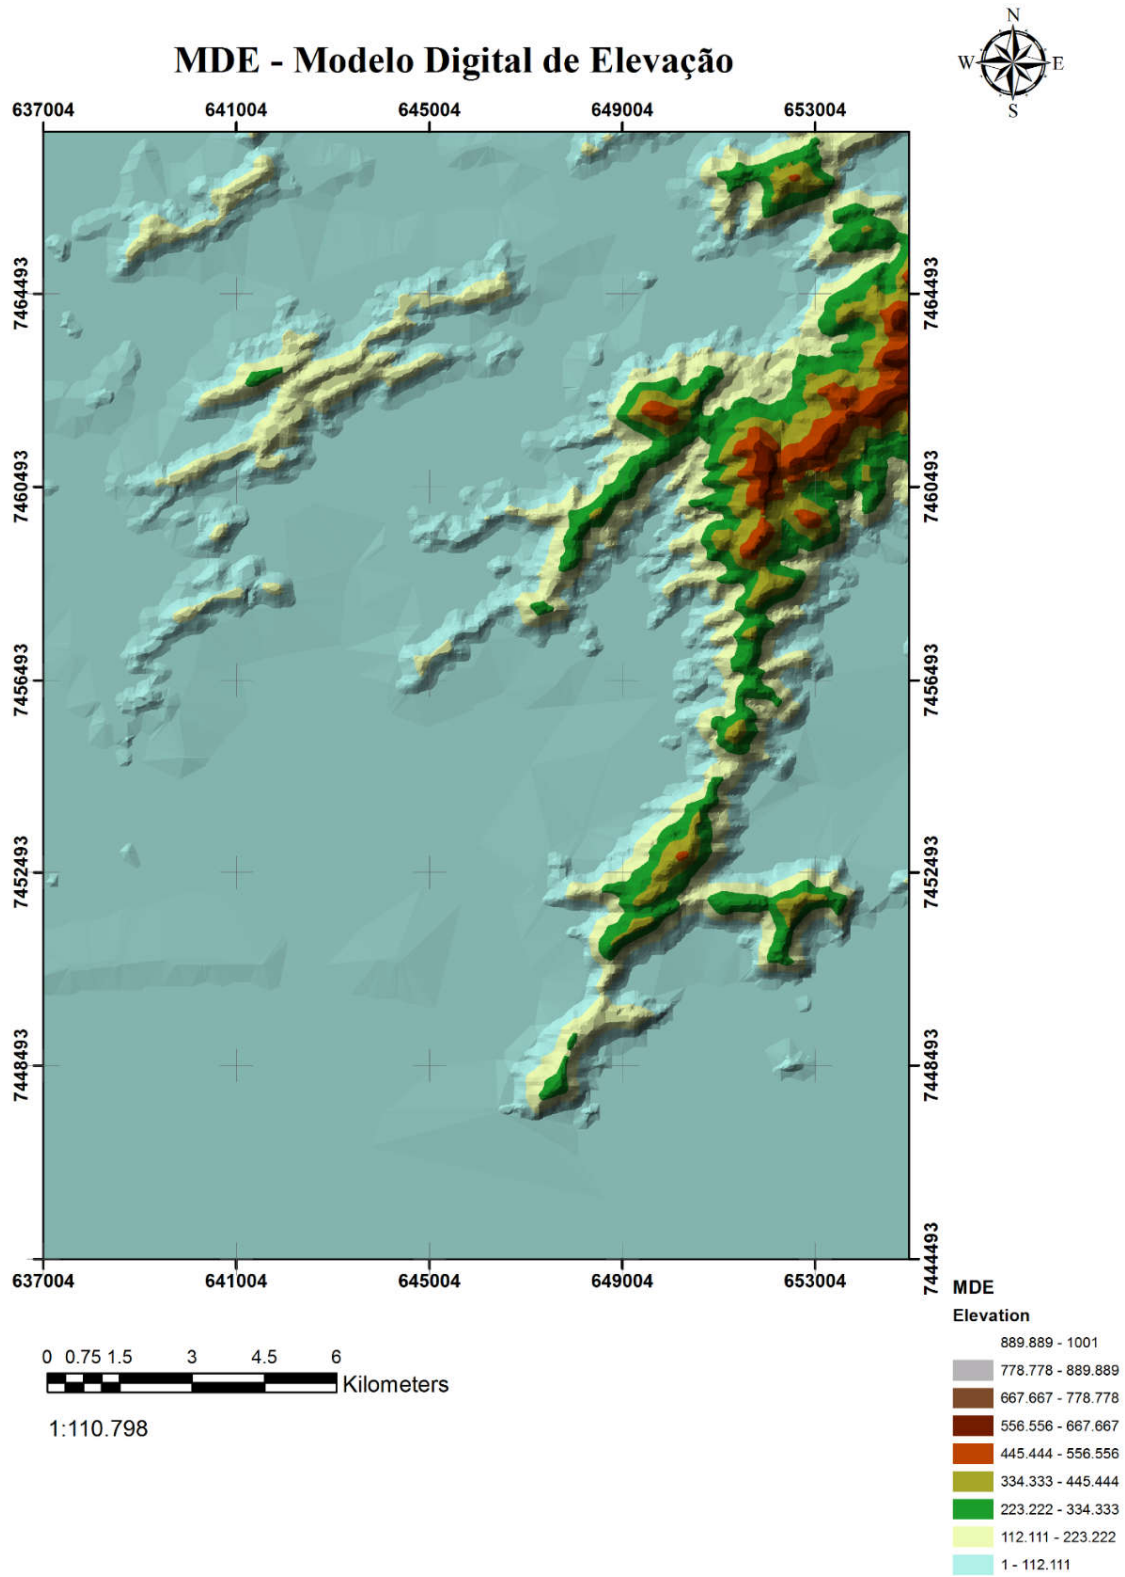 N
MDE - Modelo Digital de Elevação
W E
S
637004 641004 645004 649004 653004
7464493 7464493
7460493 7460493
7456493 7456493
7452493 7452493
7448493 7448493
7444493
637004 641004 645004 649004 653004
MDE
Elevation
889.889 - 1001
778.778 - 889.889
667.667 - 778.778
556.556 - 667.667
445.444 - 556.556
334.333 - 445.444
223.222 - 334.333
112.111 - 223.222
1 - 112.111
0 0.75 1.5 3 4.5 6
Kilometers
1:110.798